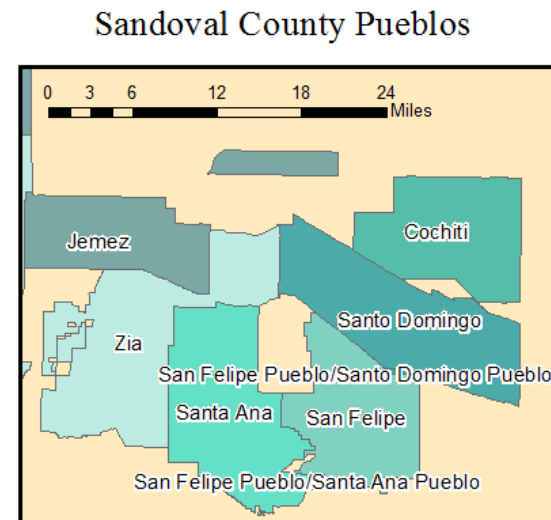 Sandoval County Pueblos
0 3 6 12 18 24
Miles
Jemez
Cochiti
Santo Domingo
Zia
San Felipe Pueblo/Santo Domingo Pueblo
Santa Ana
San Felipe
San Felipe Pueblo/Santa Ana Pueblo